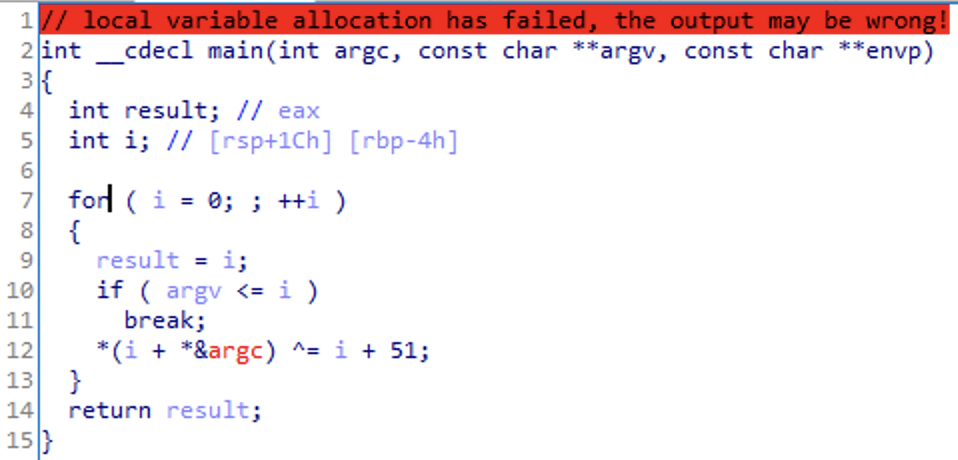 1 // local variable allocation has failed, the output may be wrong!
2 int __cdecl main(int argc, const char **argv, const char **envp)
3 {
4   int result; // eax
5   int i; // [rsp+1Ch] [rbp-4h]
6
7   for ( i = 0; ; ++i )
8   {
9     result = i;
10     if ( argv <= i )
11       break;
12     *(i + *&argc) ^= i + 51;
13   }
14   return result;
15 }